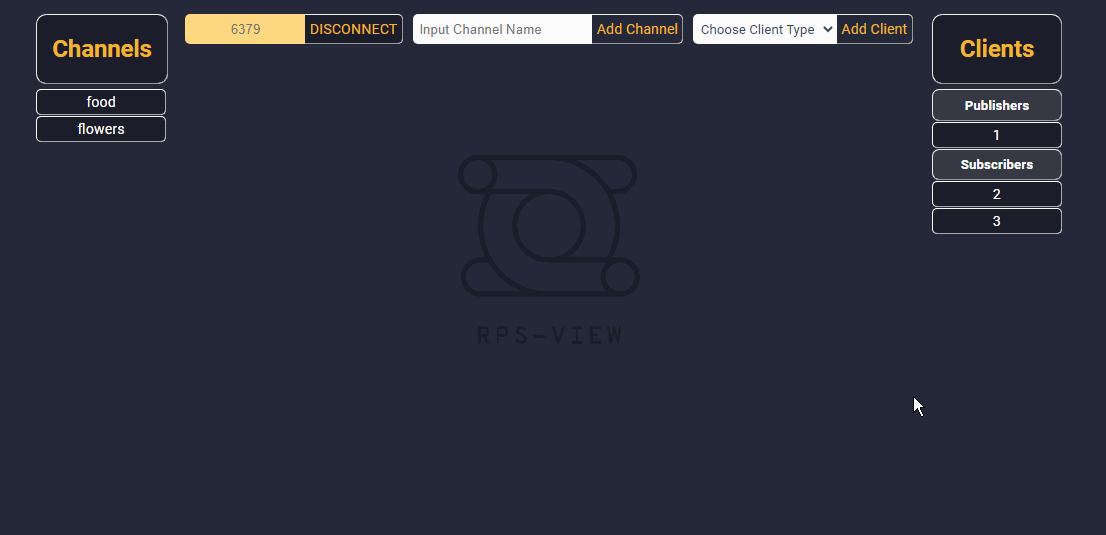 Channels
food
flowers
6379 DISCONNECT Input Channel Name Add Channel Choose Client Type Add Client
RPS-VIEW
Clients
Publishers
1
Subscribers
2
3